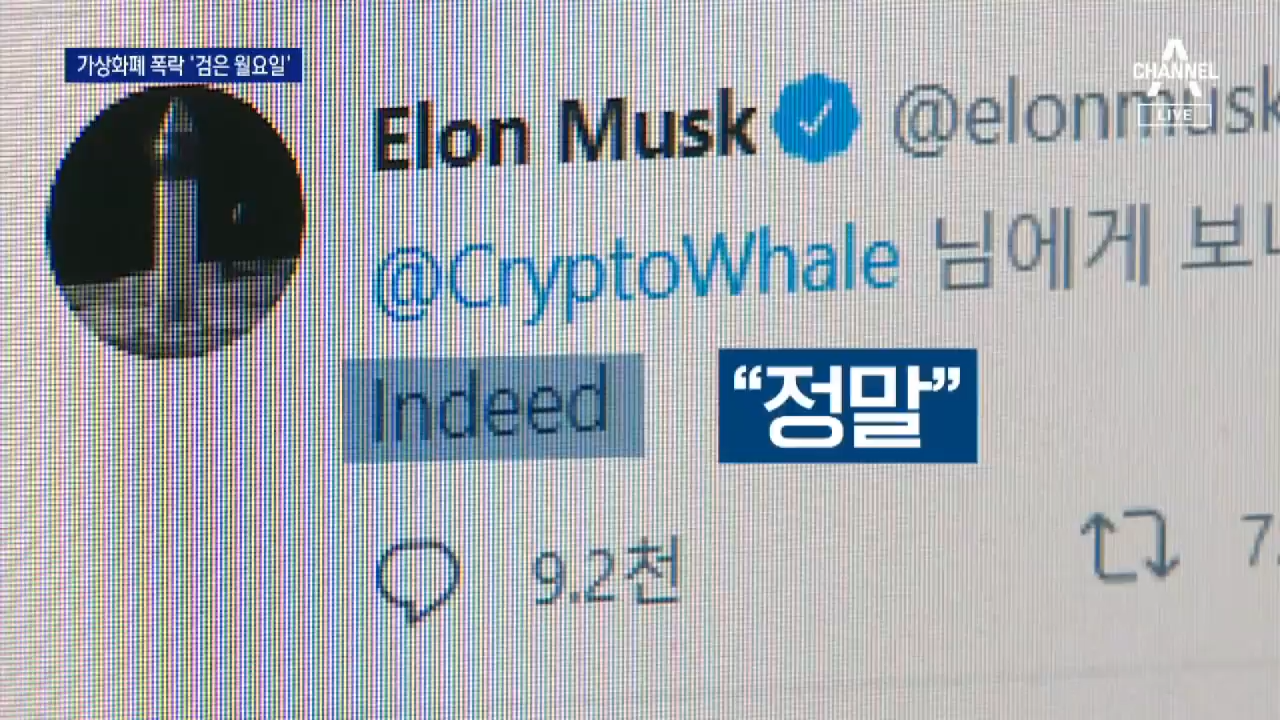 가상화폐 폭락 '검은 월요일'
CHANNEL A
LIVE
Elon Musk @elonmusk
@CryptoWhale 님에게
Indeed “정말”
9.2천